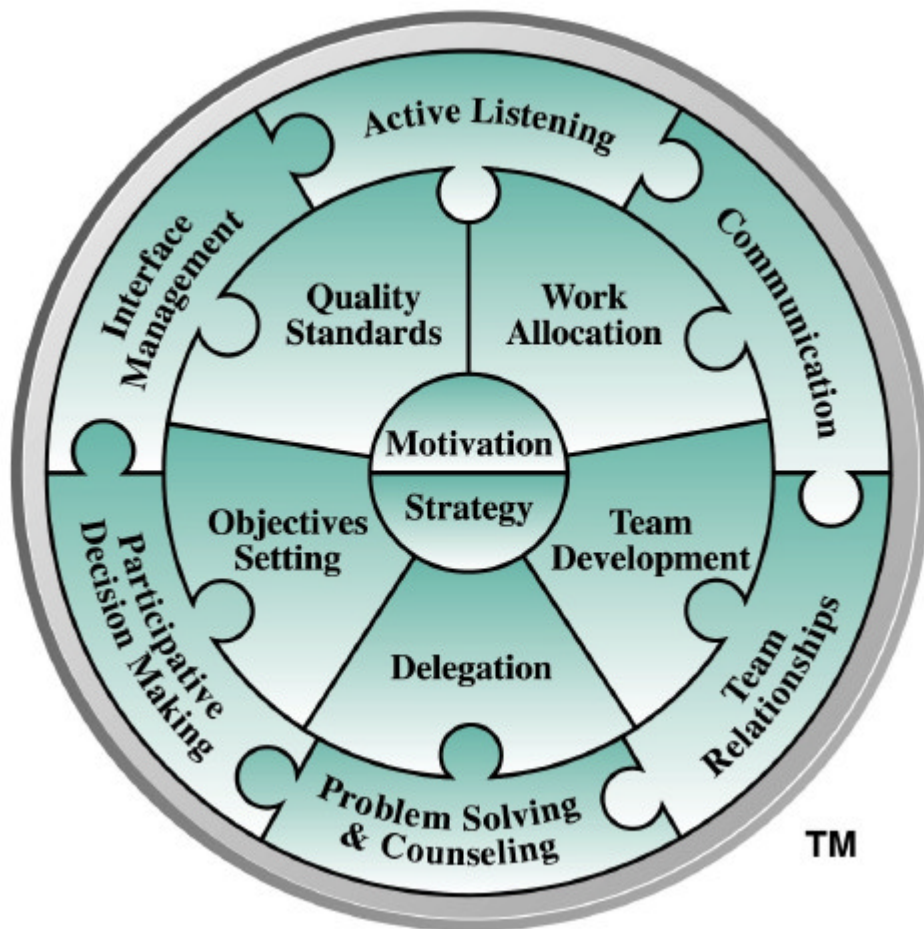 Active Listening
Communication
Interface
Management
Quality
Standards
Work
Allocation
Motivation
Strategy
Objectives
Setting
Team
Development
Delegation
Participative
Decision Making
Problem Solving
& Counseling
Team
Relationships
TM